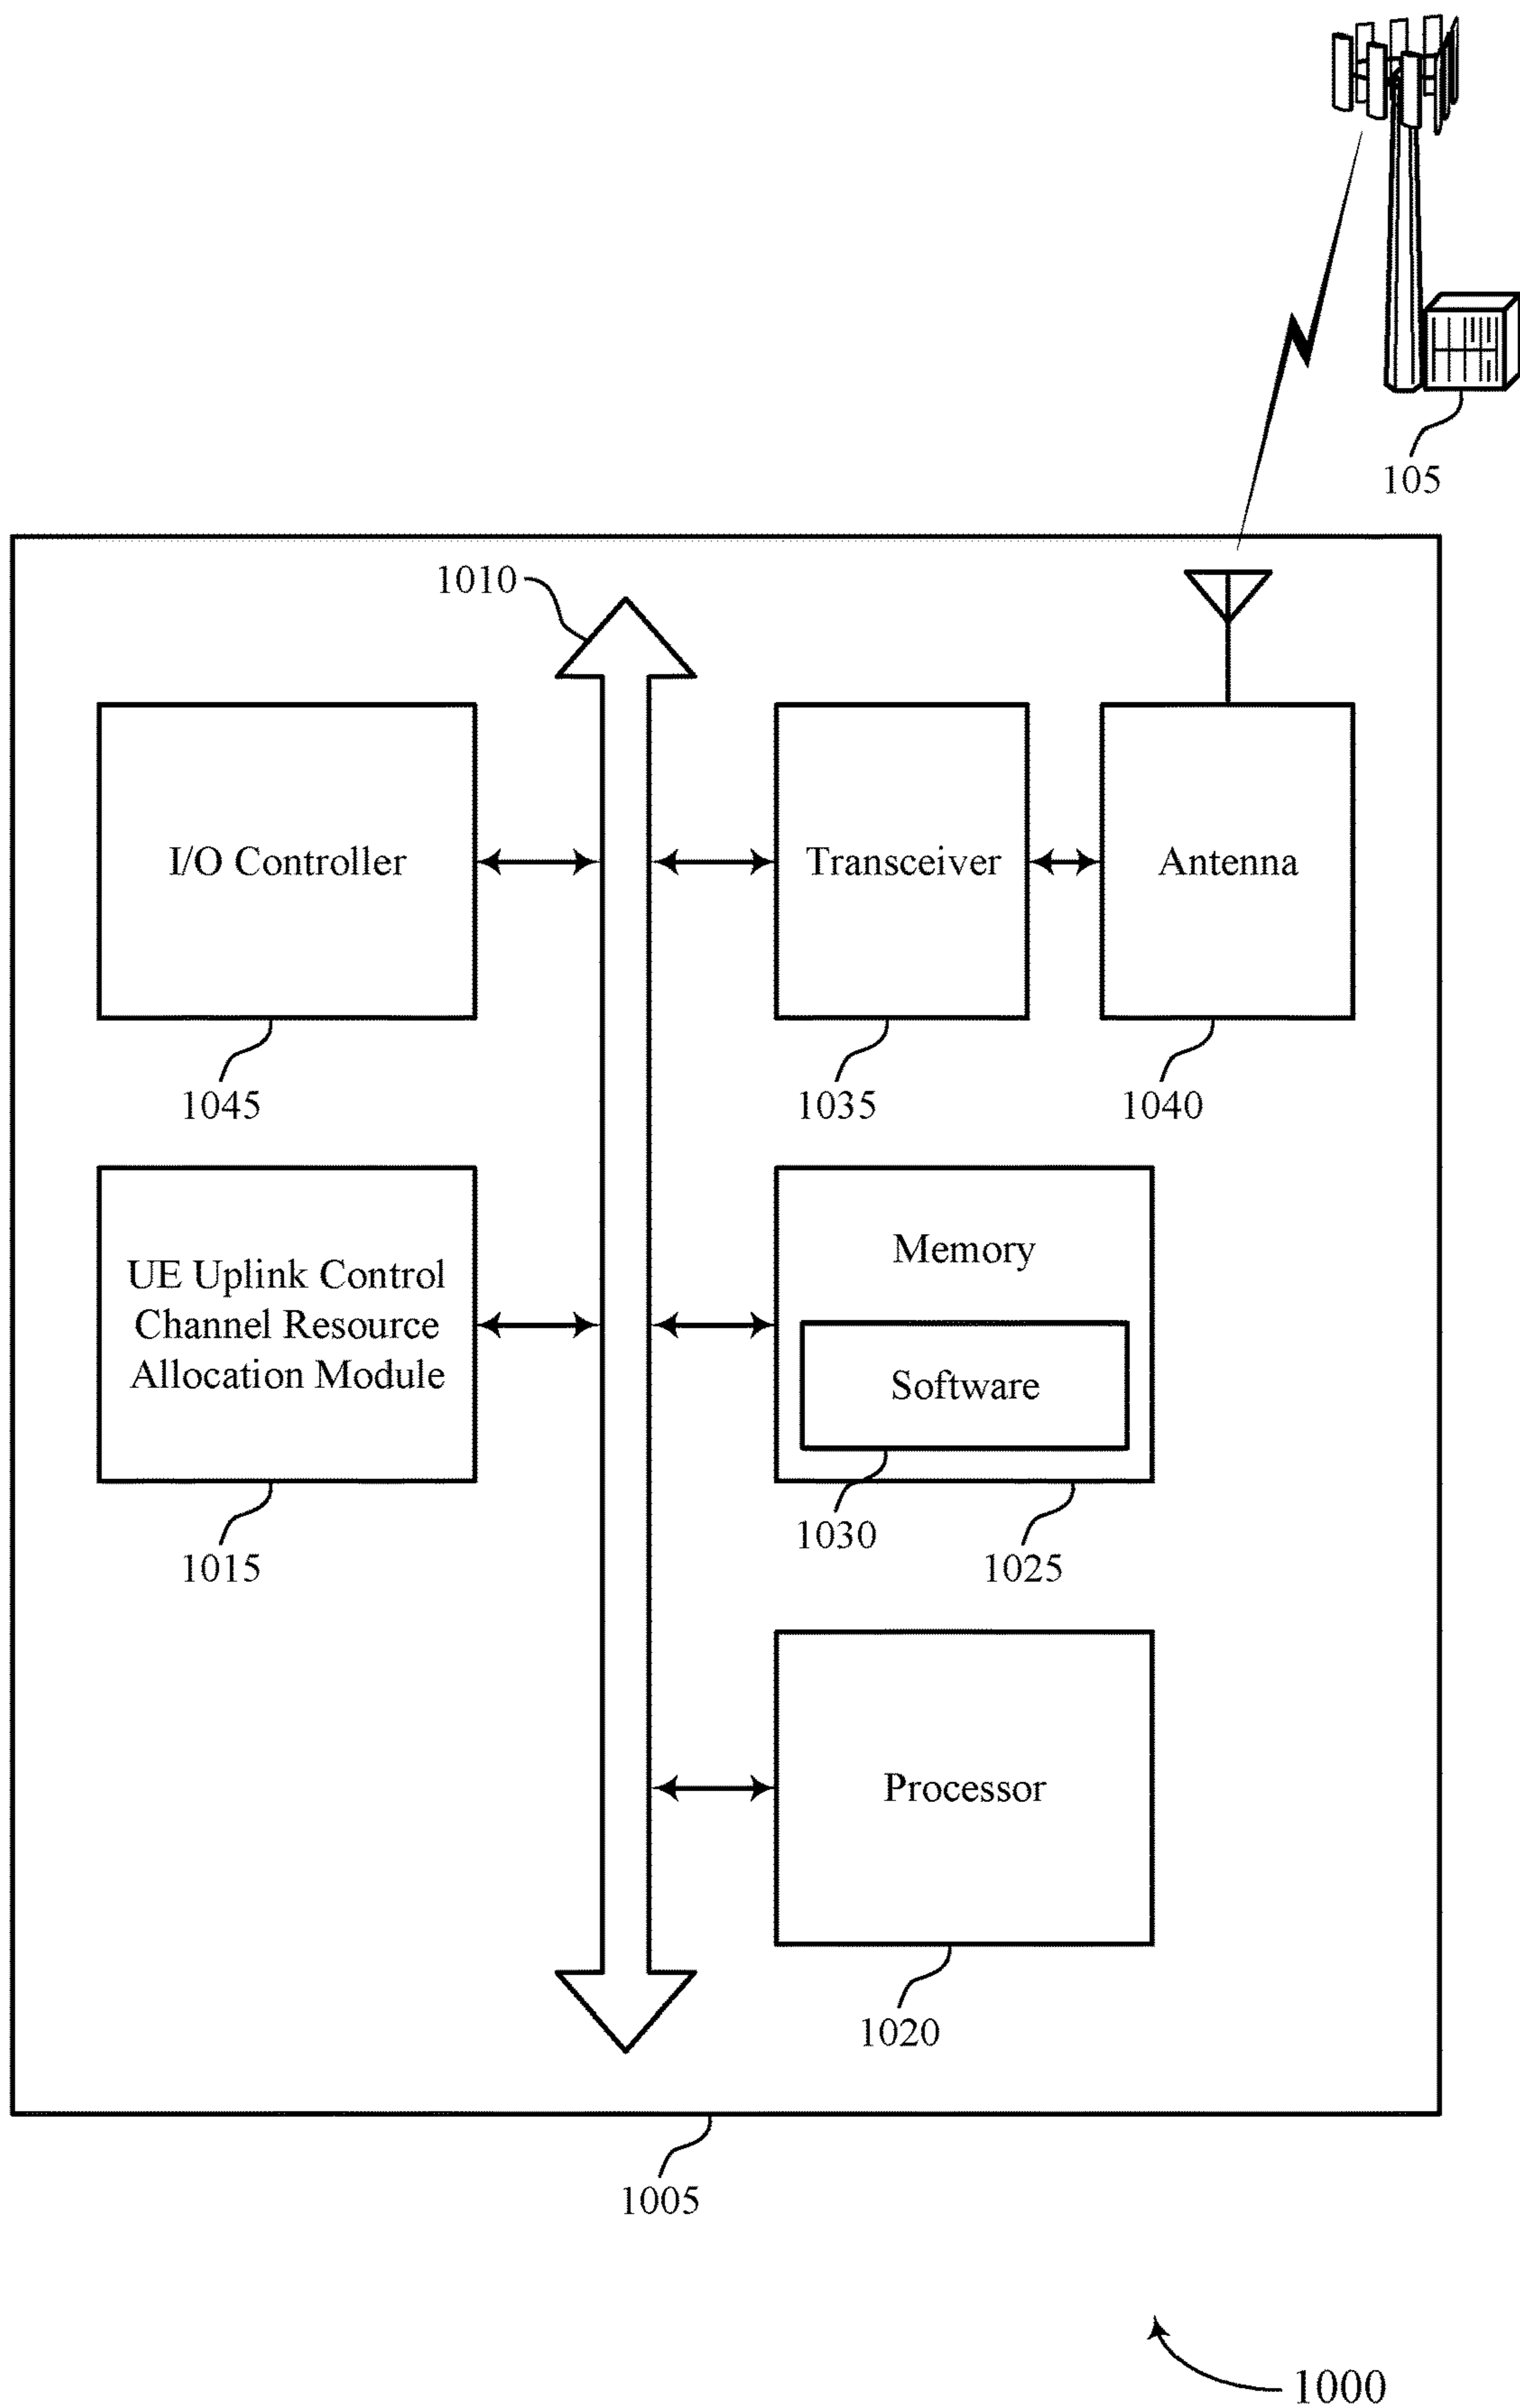 105
1010
I/O Controller
Transceiver
Antenna
1045
1035
1040
UE Uplink Control
Channel Resource
Allocation Module
Memory
Software
1030
1025
1015
Processor
1020
1005
1000